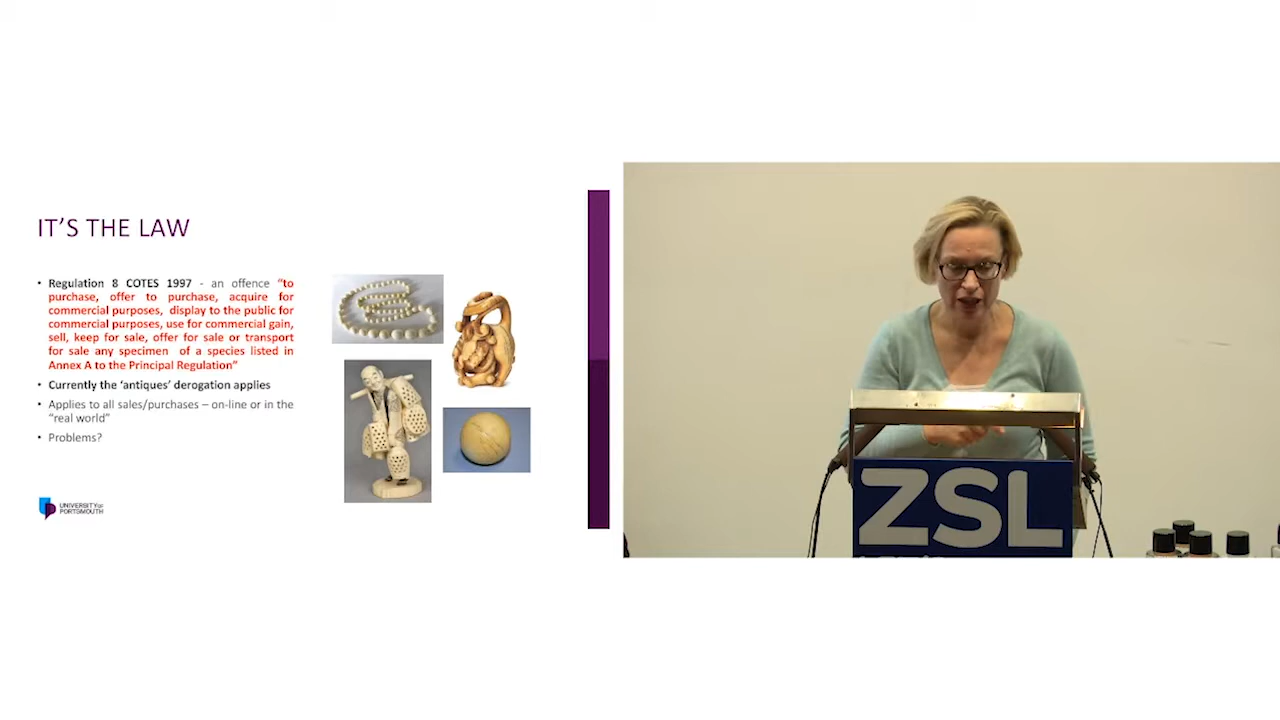 IT'S THE LAW
• Regulation 8 COTES 1997 - an offence "to
purchase, offer to purchase, acquire for
commercial purposes, display to the public for
commercial purposes, use for commercial gain,
sell, keep for sale, offer for sale or transport
for sale any specimen of a species listed in
Annex A to the Principal Regulation"
• Currently the 'antiques' derogation applies
• Applies to all sales/purchases – on-line or in the
"real world"
• Problems?
UNIVERSITY OF
PORTSMOUTH
ZSL